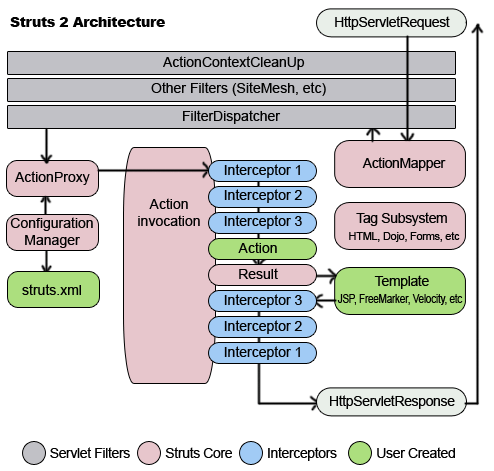 Struts 2 Architecture
HttpServletRequest
ActionContextCleanUp
Other Filters (SiteMesh, etc)
FilterDispatcher
ActionProxy
Configuration
Manager
struts.xml
Action
invocation
Interceptor 1
Interceptor 2
Interceptor 3
Action
Result
Interceptor 3
Interceptor 2
Interceptor 1
ActionMapper
Tag Subsystem
HTML, Dojo, Forms, etc
Template
JSP, FreeMarker, Velocity, etc
HttpServletResponse
Servlet Filters
Struts Core
Interceptors
User Created